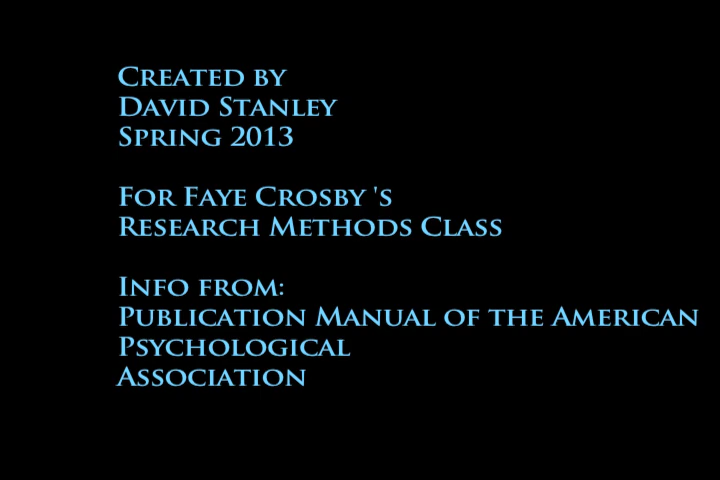 Created by
David Stanley
Spring 2013
For Faye Crosby 's
Research Methods Class
Info from:
Publication Manual of the American
Psychological
Association